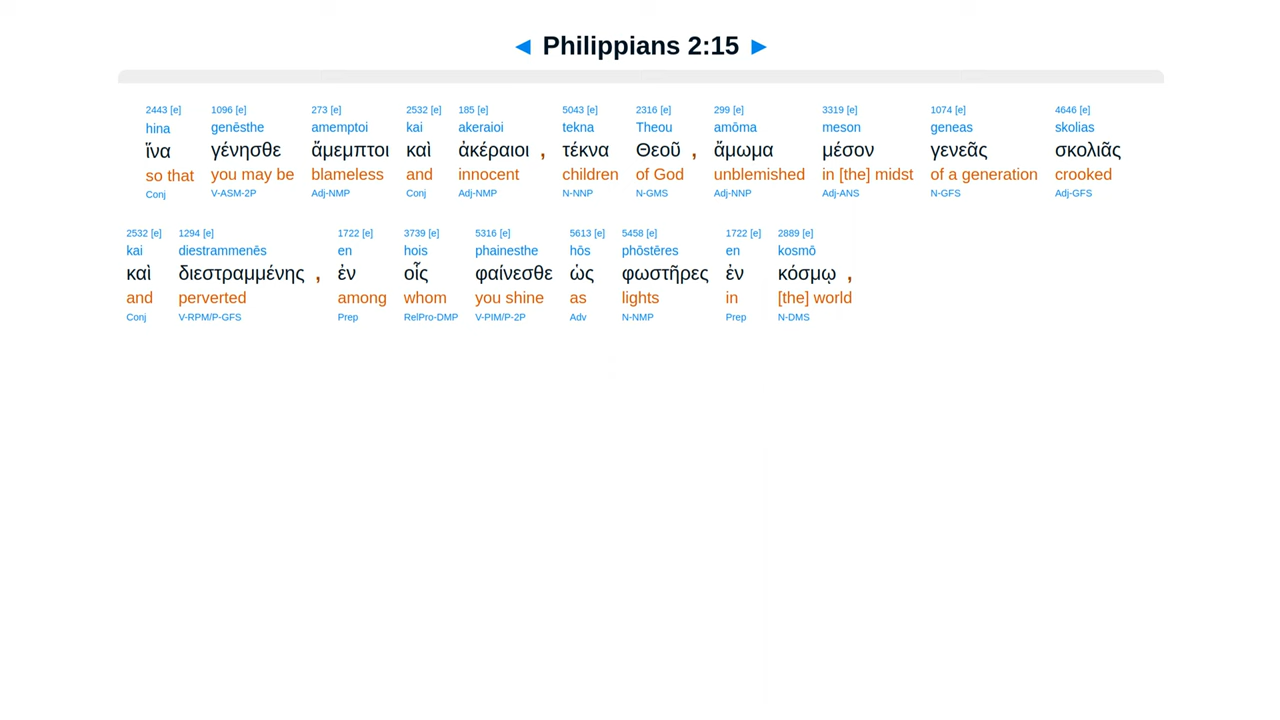 ◄ Philippians 2:15 ►
2443 [e] 1096 [e] 273 [e] 2532 [e] 185 [e] 5043 [e] 2316 [e] 299 [e] 3319 [e] 1074 [e] 4646 [e]
hina genēsthe amemptoi kai akeraioi tekna Theou amōma meson geneas skolias
ἵνα γένησθε ἄμεμπτοι καὶ ἀκέραιοι , τέκνα Θεοῦ , ἄμωμα μέσον γενεᾶς σκολιᾶς
so that you may be blameless and innocent children of God unblemished in [the] midst of a generation crooked
Conj V-ASM-2P Adj-NMP Conj Adj-NMP N-NNP N-GMS Adj-NNP Adj-ANS N-GFS Adj-GFS
2532 [e] 1294 [e] 1722 [e] 3739 [e] 5316 [e] 5613 [e] 5458 [e] 1722 [e] 2889 [e]
kai diestrammenēs en hois phainesthe hōs phōstēres en kosmō
καὶ διεστραμμένης , ἐν οἷς φαίνεσθε ὡς φωστῆρες ἐν κόσμῳ ,
and perverted among whom you shine as lights in [the] world
Conj V-RPM/P-GFS Prep RelPro-DMP V-PIM/P-2P Adv N-NMP Prep N-DMS